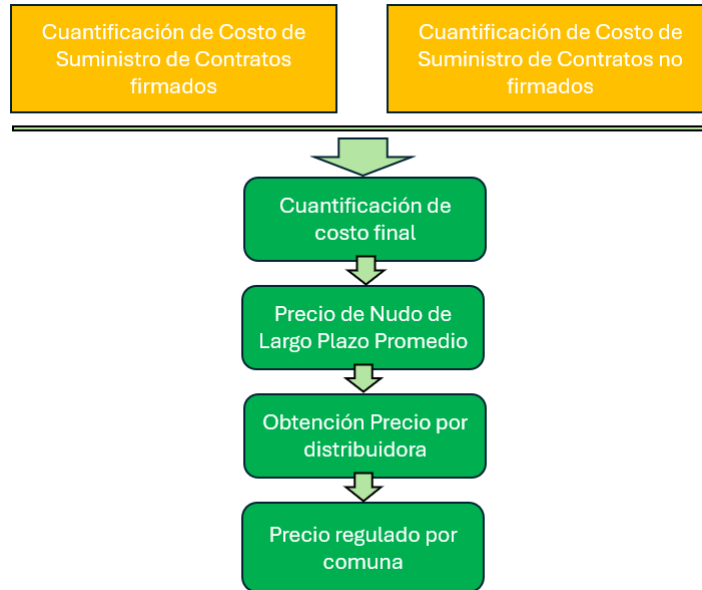 Cuantificación de Costo de
Suministro de Contratos
firmados
Cuantificación de Costo de
Suministro de Contratos no
firmados
Cuantificación de
costo final
Precio de Nudo de
Largo Plazo Promedio
Obtención Precio por
distribuidora
Precio regulado por
comuna